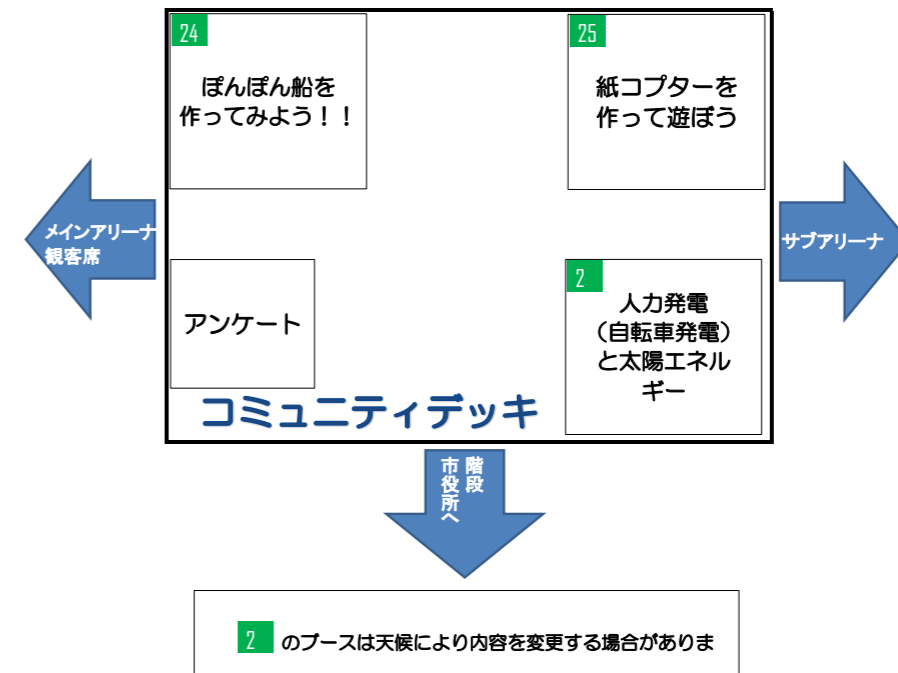 24
ぽんぽん船を
作ってみよう！！
25
紙コプターを
作って遊ぼう
メインアリーナ
観客席
サブアリーナ
アンケート
2
人力発電
（自転車発電）
と太陽エネル
ギー
コミュニティデッキ
階段
市役所へ
2 のブースは天候により内容を変更する場合がありま